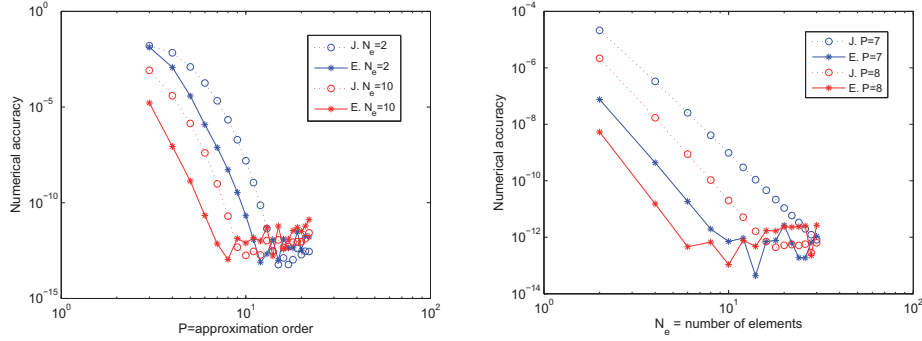 10^0
10^-5
10^-10
10^-15
Numerical accuracy
10^0
10^1
10^2
P=approximation order
J. N_e=2
E. N_e=2
J. N_e=10
E. N_e=10
10^-4
10^-6
10^-8
10^-10
10^-12
10^-14
Numerical accuracy
10^0
10^1
10^2
N_e = number of elements
J. P=7
E. P=7
J. P=8
E. P=8